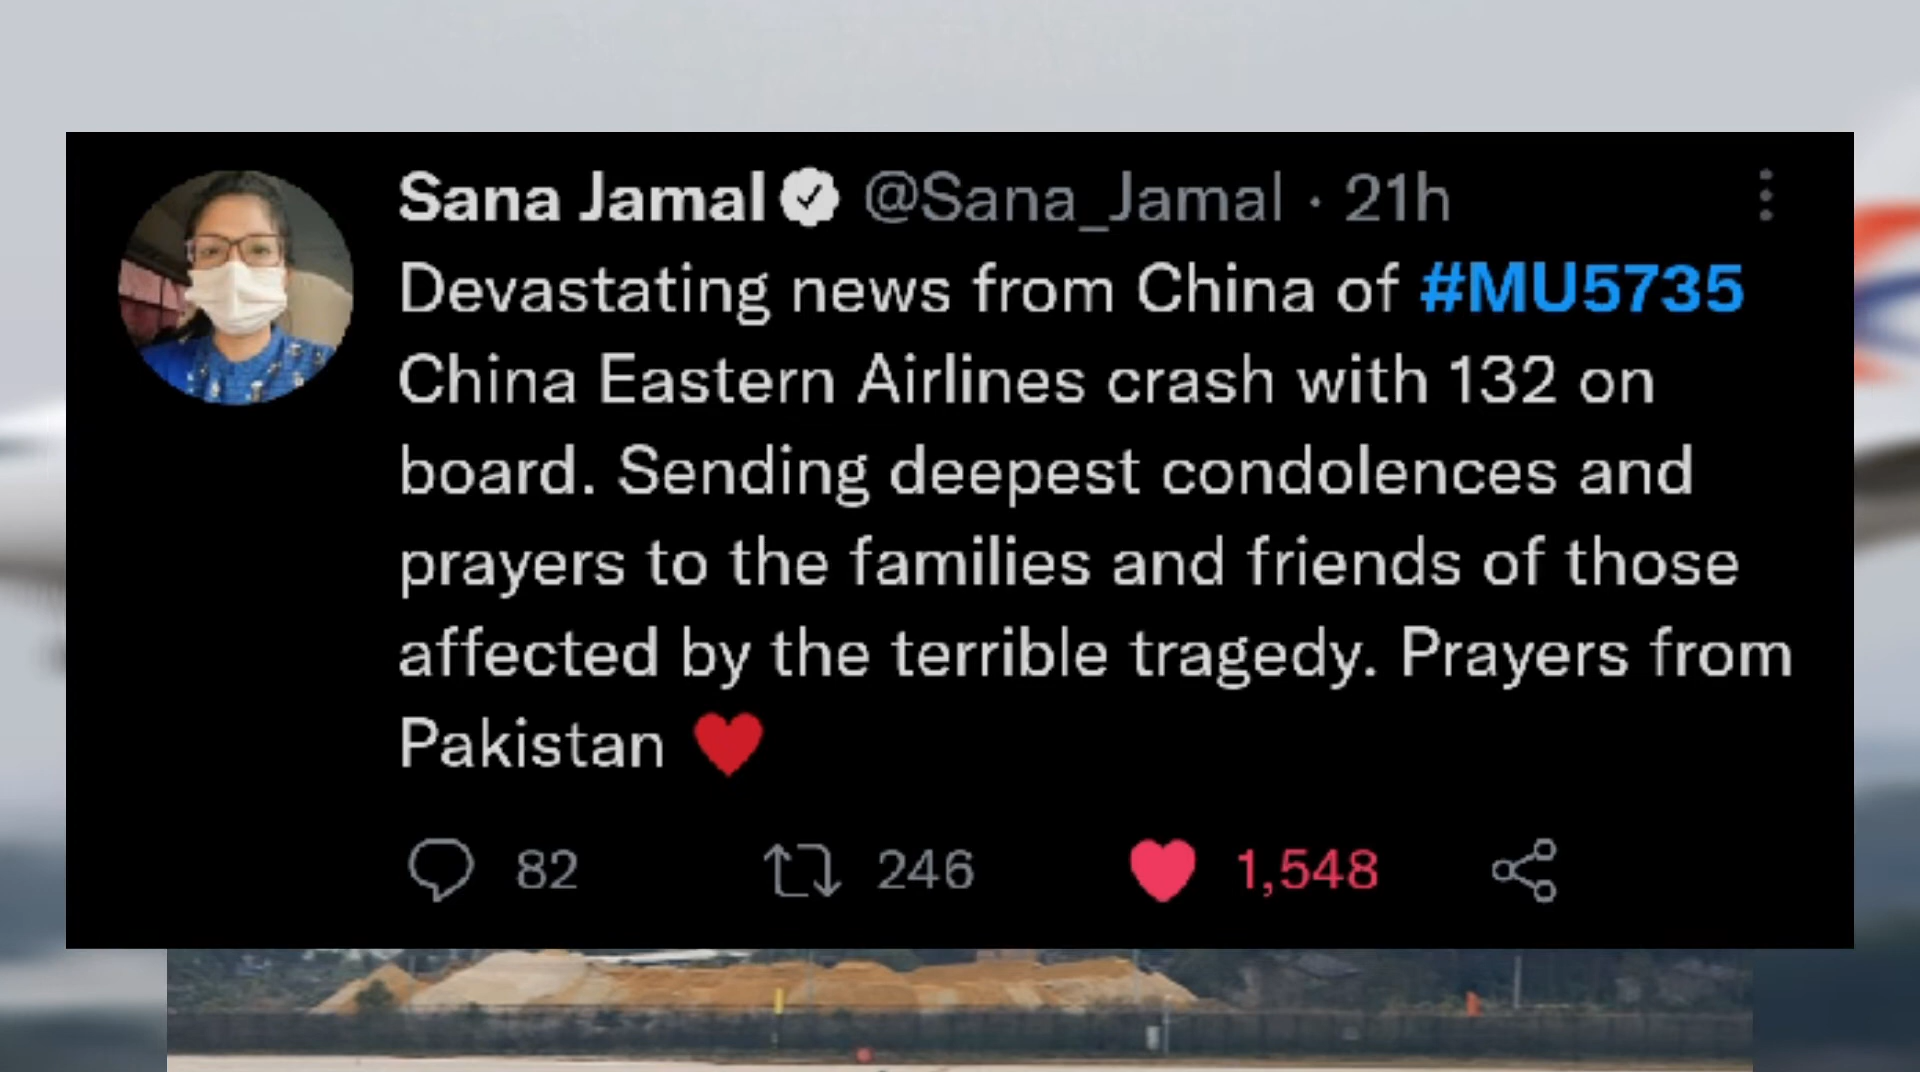 Sana Jamal @Sana_Jamal · 21h
Devastating news from China of #MU5735
China Eastern Airlines crash with 132 on
board. Sending deepest condolences and
prayers to the families and friends of those
affected by the terrible tragedy. Prayers from
Pakistan ❤️
82 246 1,548